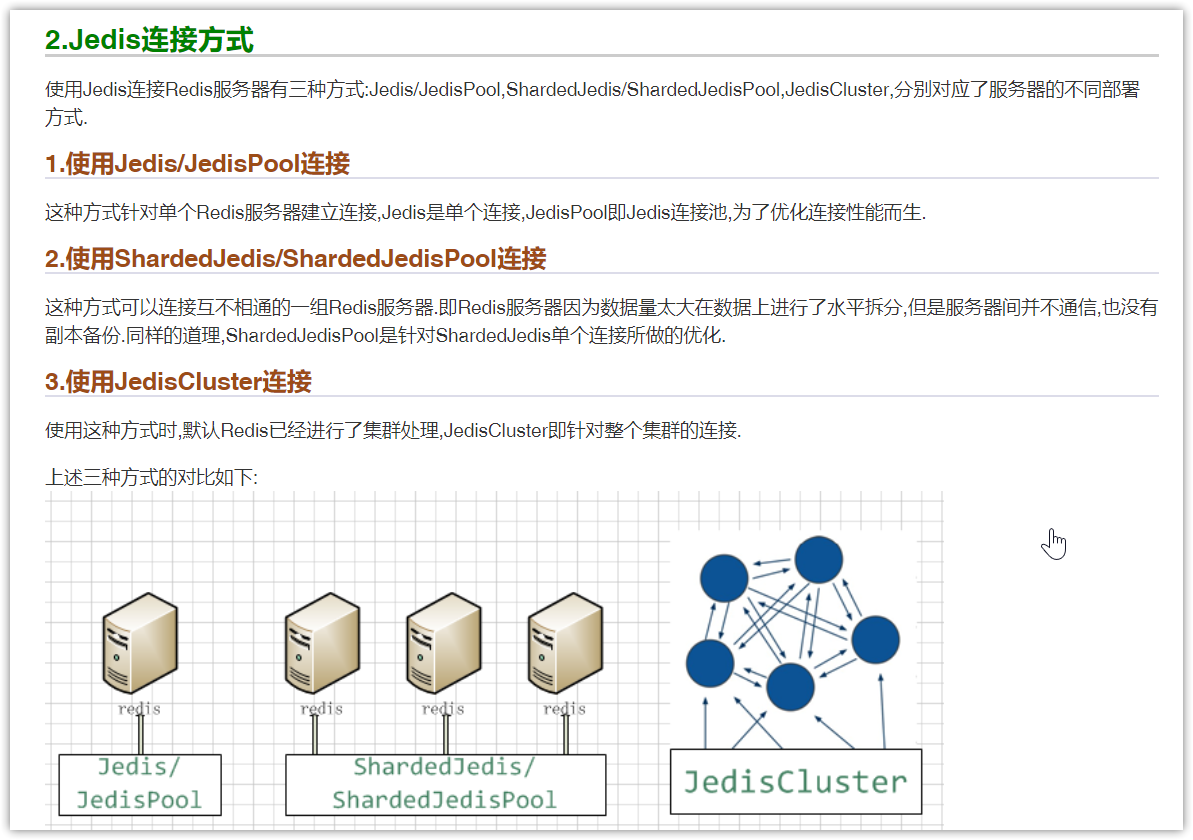 2.Jedis连接方式
使用Jedis连接Redis服务器有三种方式:Jedis/JedisPool,ShardedJedis/ShardedJedisPool,JedisCluster,分别对应了服务器的不同部署
方式.
1.使用Jedis/JedisPool连接
这种方式针对单个Redis服务器建立连接,Jedis是单个连接,JedisPool即Jedis连接池,为了优化连接性能而生.
2.使用ShardedJedis/ShardedJedisPool连接
这种方式可以连接互不相通的一组Redis服务器.即Redis服务器因为数据量太大在数据上进行了水平拆分,但是服务器间并不通信,也没有
副本备份.同样的道理,ShardedJedisPool是针对ShardedJedis单个连接所做的优化.
3.使用JedisCluster连接
使用这种方式时,默认Redis已经进行了集群处理,JedisCluster即针对整个集群的连接.
上述三种方式的对比如下:
redis
redis
redis
redis
Jedis/
JedisPool
ShardedJedis/
ShardedJedisPool
JedisCluster